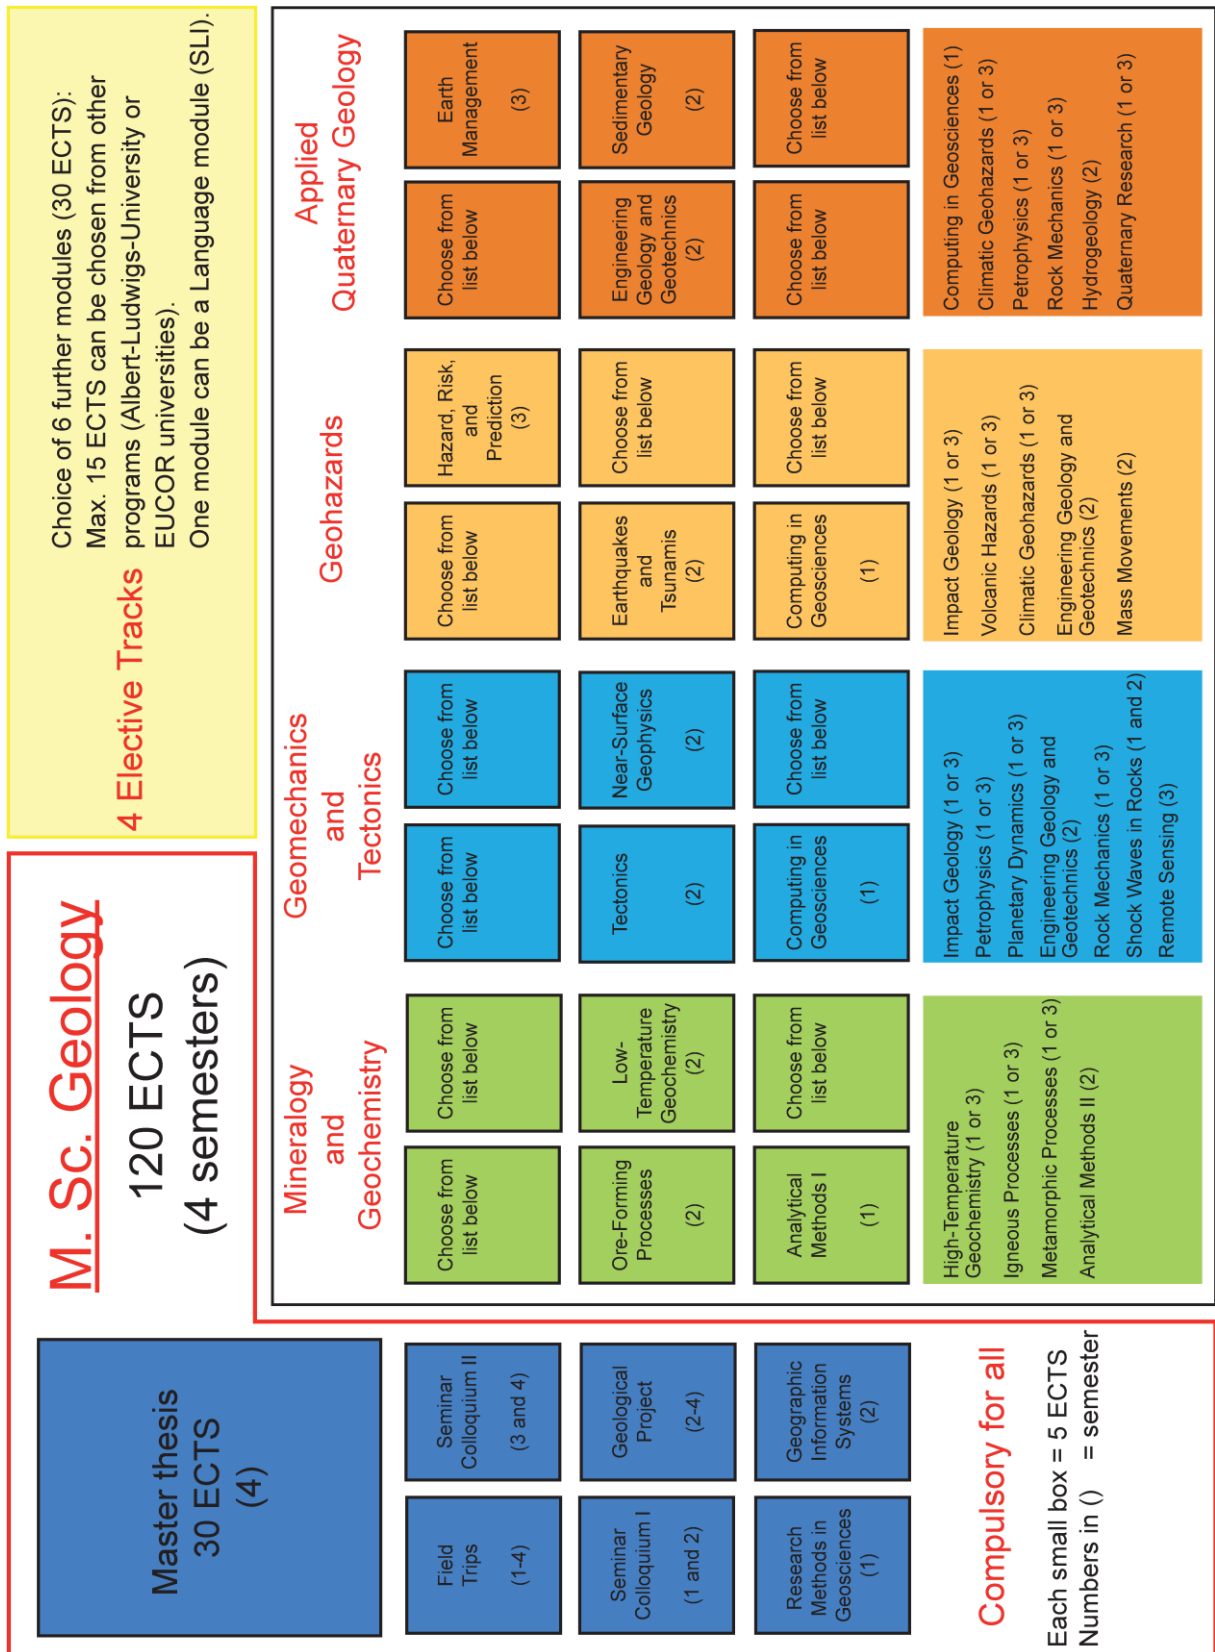 M. Sc. Geology
120 ECTS
(4 semesters)
Master thesis
30 ECTS
(4)
Field
Trips
(1-4)
Seminar
Colloquium II
(3 and 4)
Seminar
Colloquium I
(1 and 2)
Geological
Project
(2-4)
Research
Methods in
Geosciences
(1)
Geographic
Information
Systems
(2)
Compulsory for all
Each small box = 5 ECTS
Numbers in () = semester
4 Elective Tracks
Choice of 6 further modules (30 ECTS):
Max. 15 ECTS can be chosen from other
programs (Albert-Ludwigs-University or
EUCOR universities).
One module can be a Language module (SLI).
Mineralogy
and
Geochemistry
Choose from
list below
Choose from
list below
Ore-Forming
Processes
(2)
Low-
Temperature
Geochemistry
(2)
Analytical
Methods I
(1)
Choose from
list below
High-Temperature
Geochemistry (1 or 3)
Igneous Processes (1 or 3)
Metamorphic Processes (1 or 3)
Analytical Methods II (2)
Geomechanics
and
Tectonics
Choose from
list below
Choose from
list below
Tectonics
(2)
Near-Surface
Geophysics
(2)
Computing in
Geosciences
(1)
Choose from
list below
Impact Geology (1 or 3)
Petrophysics (1 or 3)
Planetary Dynamics (1 or 3)
Engineering Geology and
Geotechnics (2)
Rock Mechanics (1 or 3)
Shock Waves in Rocks (1 and 2)
Remote Sensing (3)
Geohazards
Choose from
list below
Hazard, Risk,
and
Prediction
(3)
Earthquakes
and
Tsunamis
(2)
Choose from
list below
Computing in
Geosciences
(1)
Choose from
list below
Impact Geology (1 or 3)
Volcanic Hazards (1 or 3)
Climatic Geohazards (1 or 3)
Engineering Geology and
Geotechnics (2)
Mass Movements (2)
Applied
Quaternary Geology
Choose from
list below
Earth
Management
(3)
Engineering
Geology and
Geotechnics
(2)
Sedimentary
Geology
(2)
Choose from
list below
Choose from
list below
Computing in Geosciences (1)
Climatic Geohazards (1 or 3)
Petrophysics (1 or 3)
Rock Mechanics (1 or 3)
Hydrogeology (2)
Quaternary Research (1 or 3)